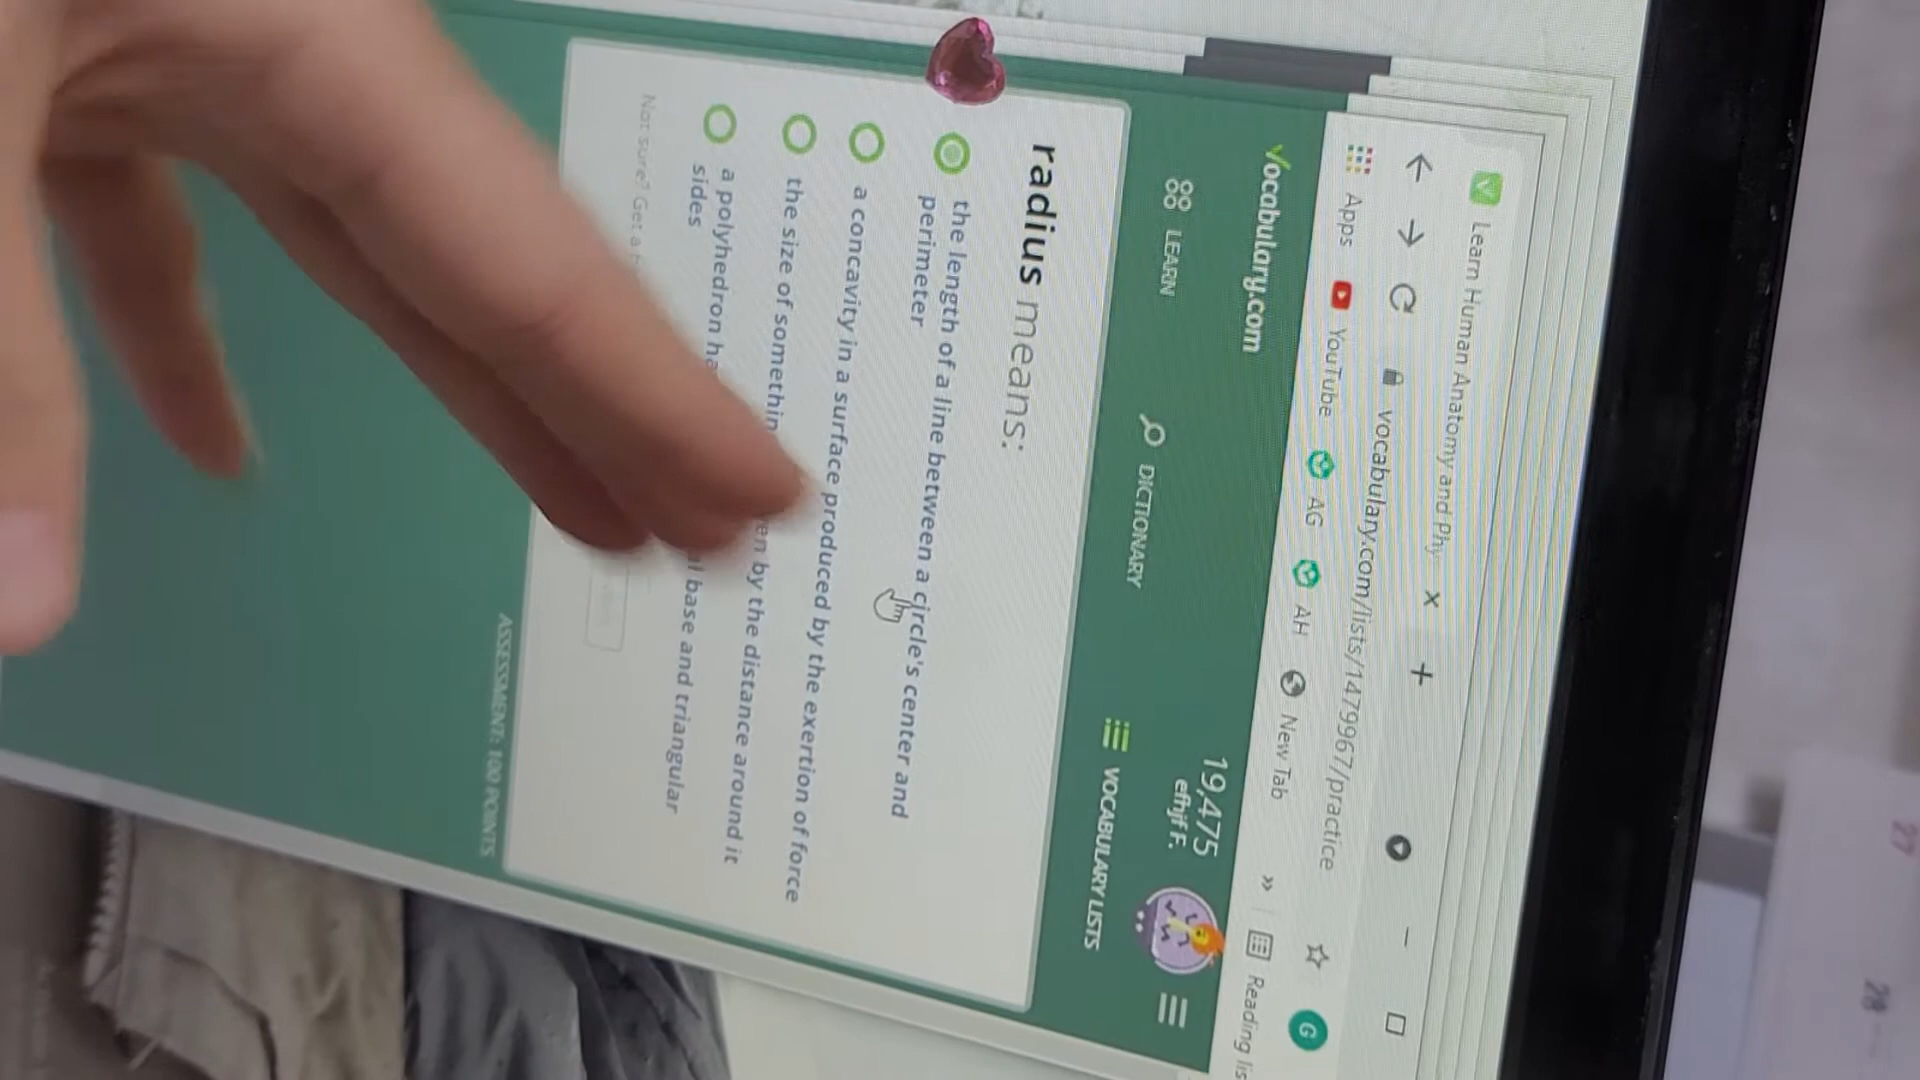 Learn Human Anatomy and Phy
vocabulary.com/lists/1479967/practice
Apps YouTube AG AH New Tab » Reading lis
Vocabulary.com
19,475
efhjf F.
LEARN DICTIONARY VOCABULARY LISTS
radius means:
the length of a line between a circle's center and
perimeter
a concavity in a surface produced by the exertion of force
the size of somethin en by the distance around it
a polyhedron ha l base and triangular
sides
Not sure? Get a
ASSESSMENT: 100 POINTS
27
28
G